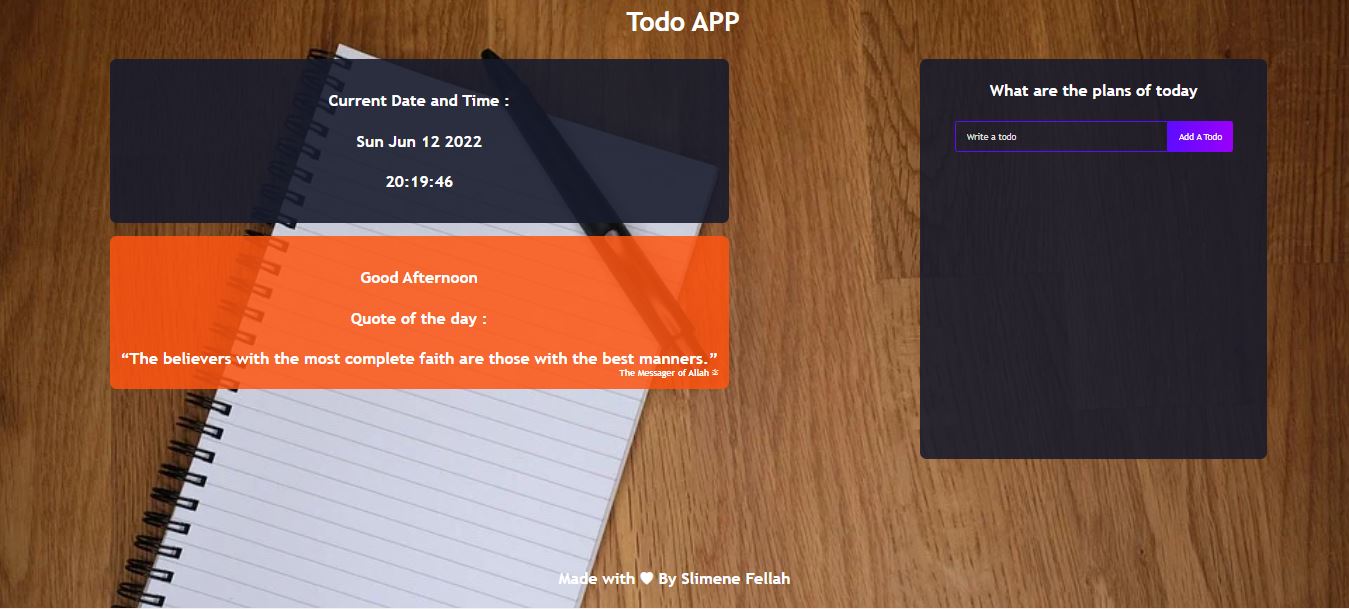 Todo APP
Current Date and Time :
Sun Jun 12 2022
20:19:46
Good Afternoon
Quote of the day :
“The believers with the most complete faith are those with the best manners.”
The Messager of Allah ﷺ
What are the plans of today
Write a todo
Add A Todo
Made with ♥ By Slimene Fellah